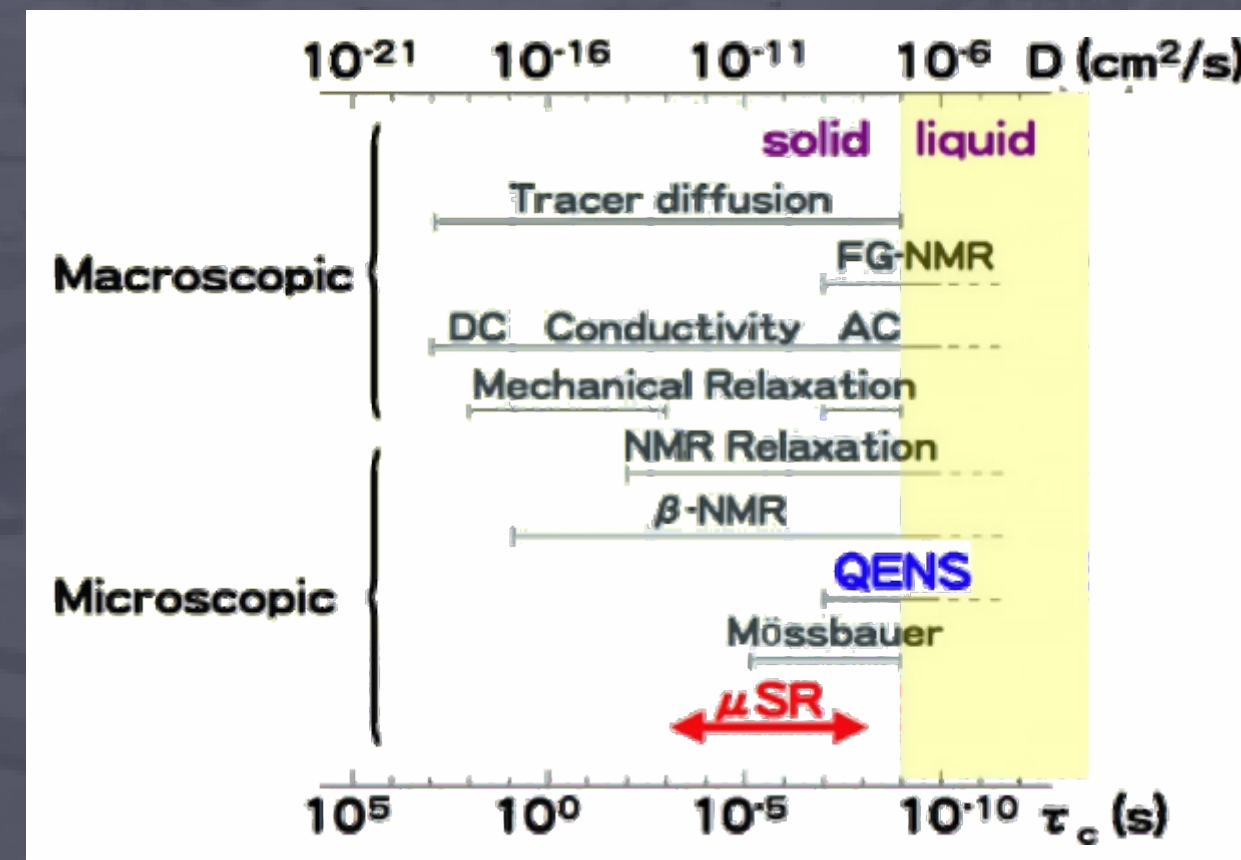 10⁻²¹ 10⁻¹⁶ 10⁻¹¹ 10⁻⁶ D (cm²/s)
solid liquid
Tracer diffusion
FG-NMR
Macroscopic
DC Conductivity AC
Mechanical Relaxation
NMR Relaxation
β-NMR
QENS
Microscopic
Mössbauer
μSR
10⁵ 10⁰ 10⁻⁵ 10⁻¹⁰ τc (s)